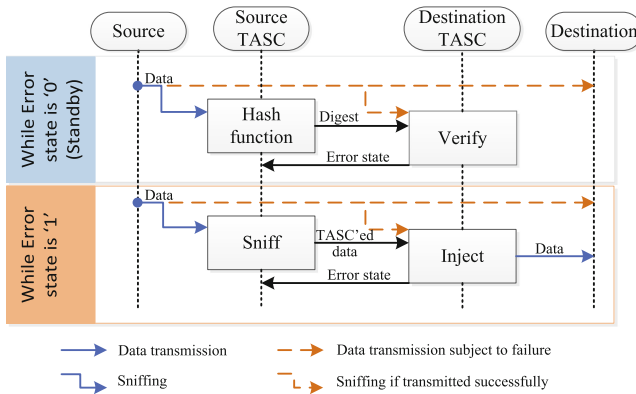 Source
Source
TASC
Destination
TASC
Destination
While Error
state is ‘0’
(Standby)
Data
Hash
function
Digest
Verify
Error state
While Error
state is ‘1’
Data
Sniff
TASC’ed
data
Inject
Data
Error state
Data transmission
Data transmission subject to failure
Sniffing
Sniffing if transmitted successfully